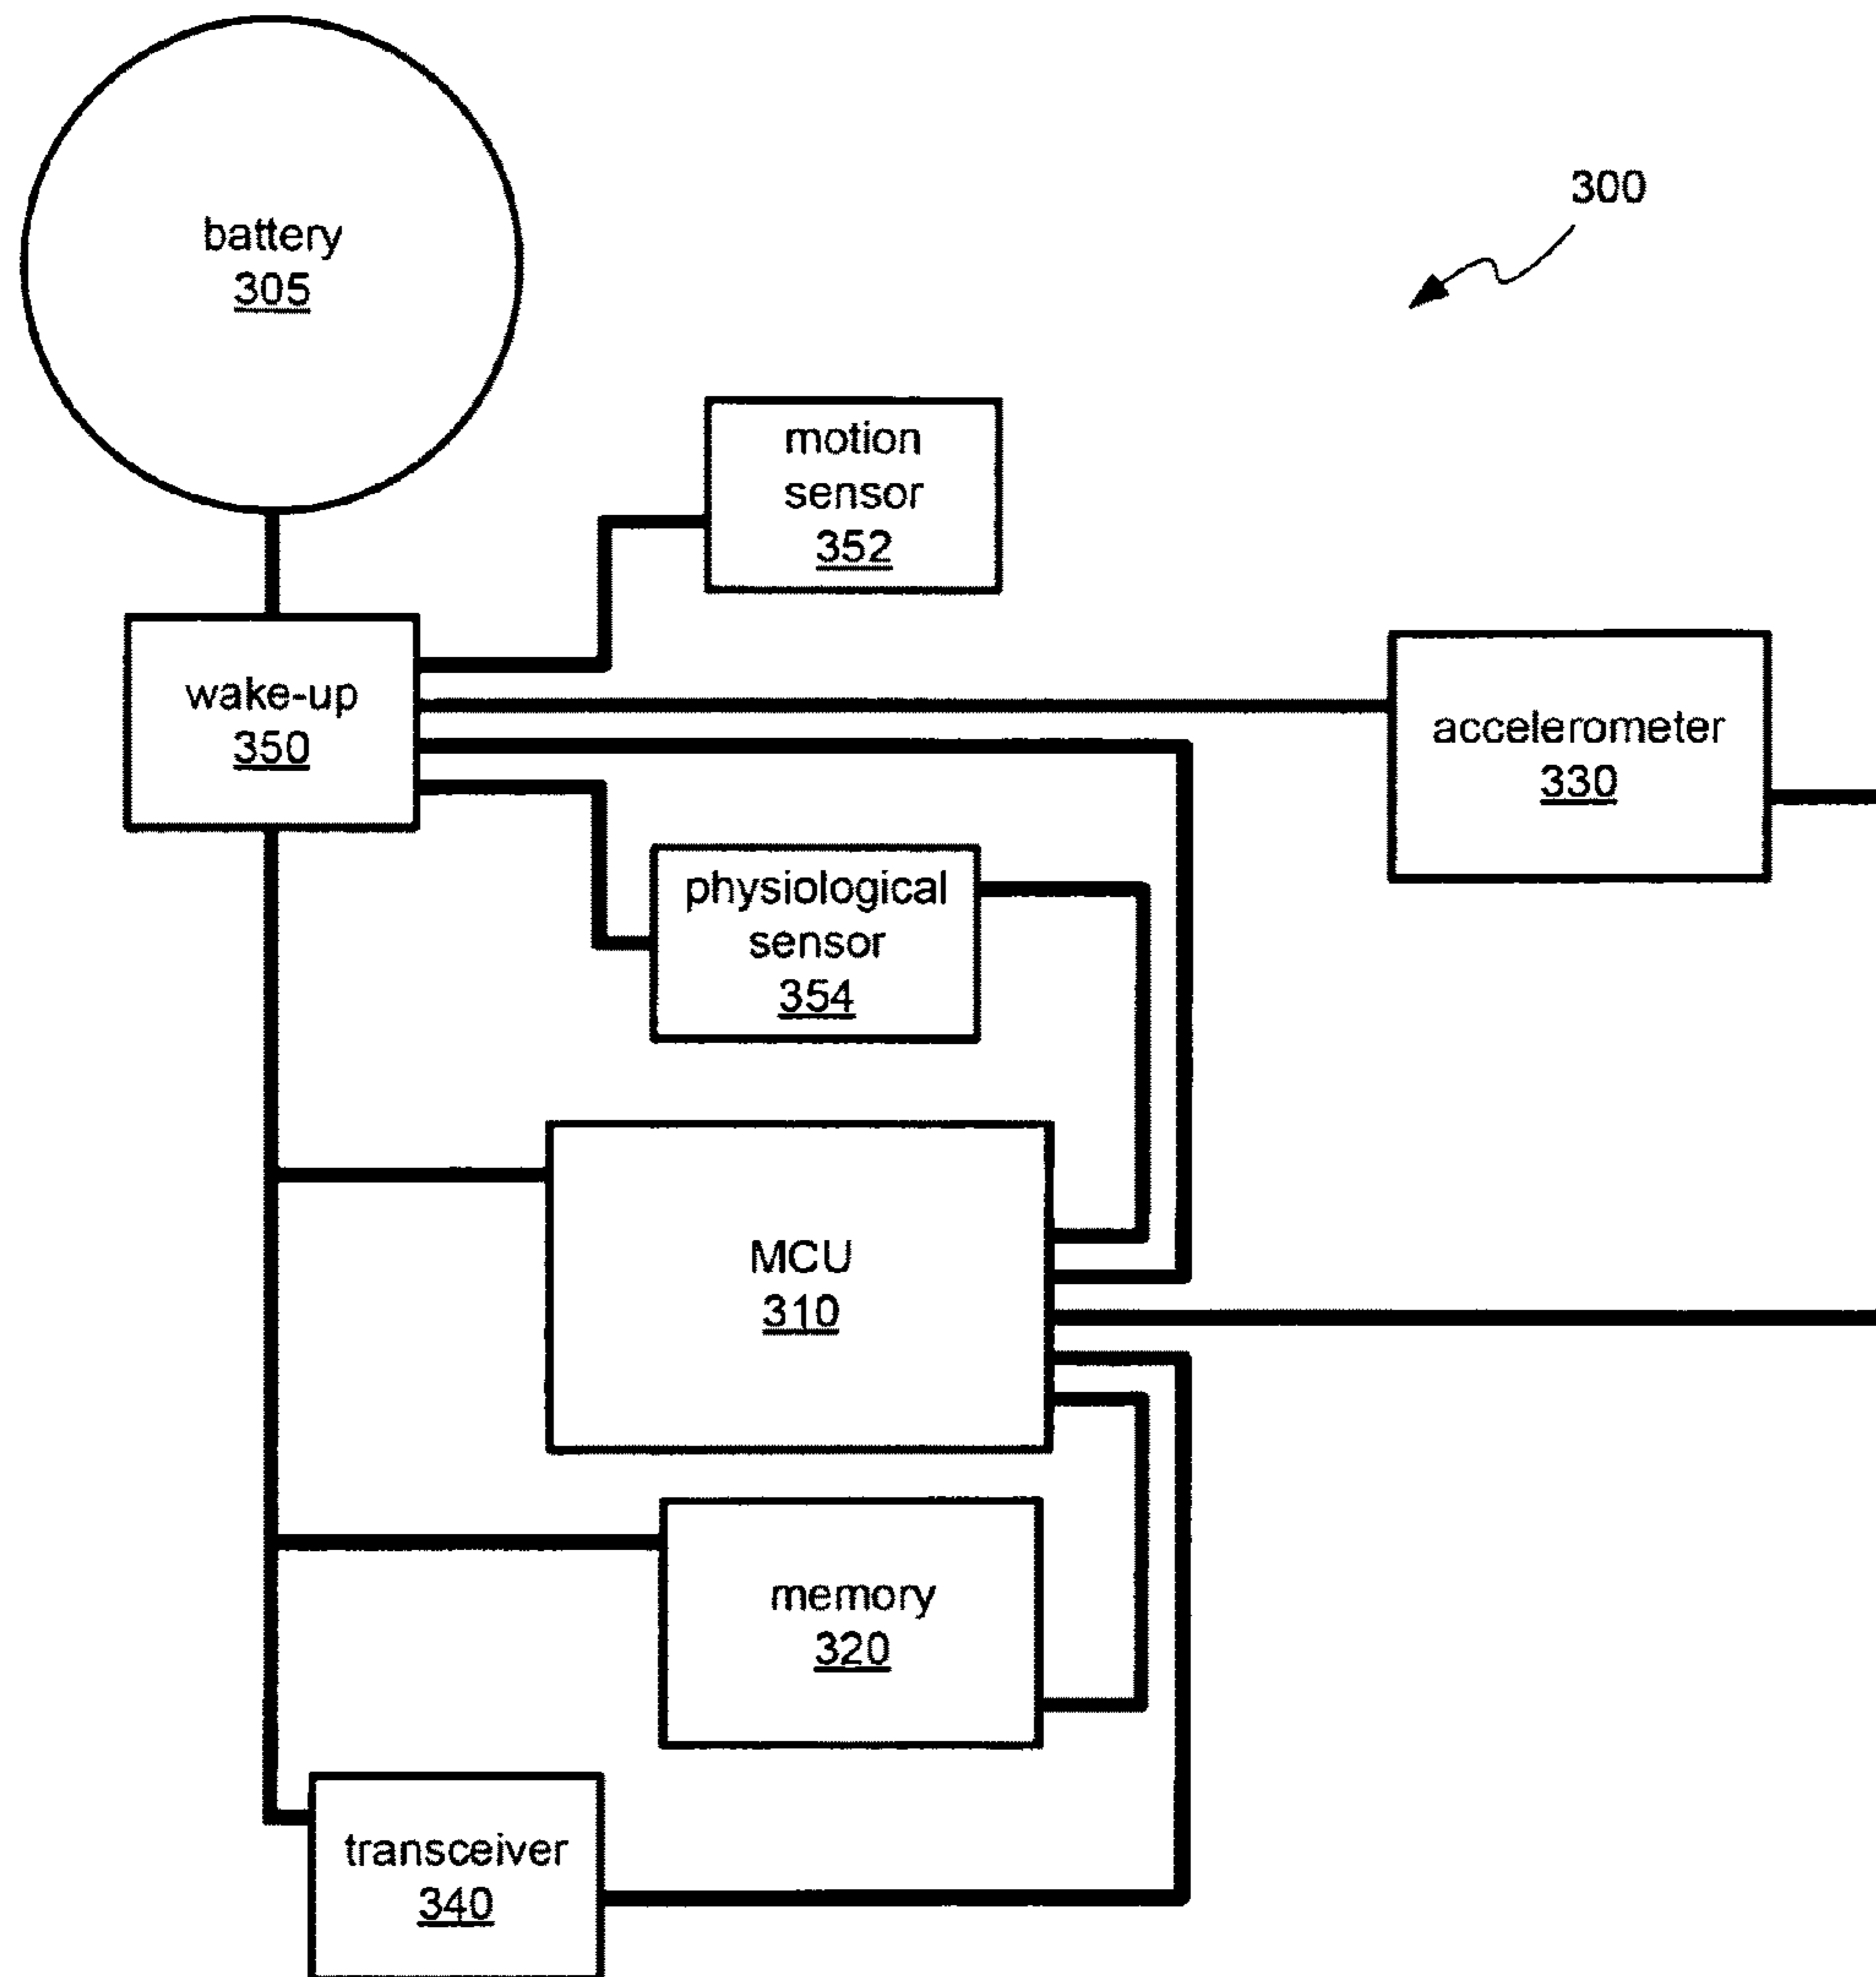 battery
305
300
motion
sensor
352
wake-up
350
accelerometer
330
physiological
sensor
354
MCU
310
memory
320
transceiver
340